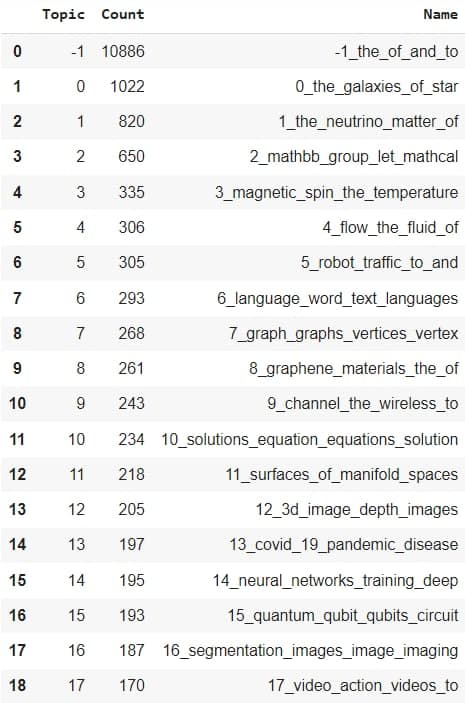 Topic Count Name
0 -1 10886 -1_the_of_and_to
1 0 1022 0_the_galaxies_of_star
2 1 820 1_the_neutrino_matter_of
3 2 650 2_mathbb_group_let_mathcal
4 3 335 3_magnetic_spin_the_temperature
5 4 306 4_flow_the_fluid_of
6 5 305 5_robot_traffic_to_and
7 6 293 6_language_word_text_languages
8 7 268 7_graph_graphs_vertices_vertex
9 8 261 8_graphene_materials_the_of
10 9 243 9_channel_the_wireless_to
11 10 234 10_solutions_equation_equations_solution
12 11 218 11_surfaces_of_manifold_spaces
13 12 205 12_3d_image_depth_images
14 13 197 13_covid_19_pandemic_disease
15 14 195 14_neural_networks_training_deep
16 15 193 15_quantum_qubit_qubits_circuit
17 16 187 16_segmentation_images_image_imaging
18 17 170 17_video_action_videos_to